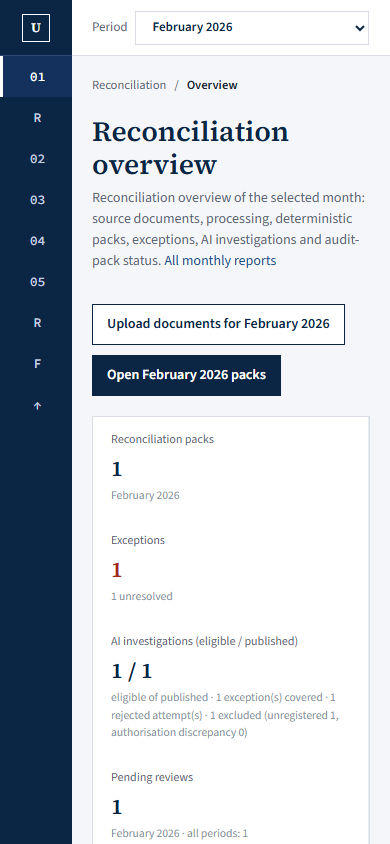 U
Period
February 2026
01
R
02
03
04
05
R
F
↑
Reconciliation / Overview
Reconciliation
overview
Reconciliation overview of the selected month:
source documents, processing, deterministic
packs, exceptions, AI investigations and audit-
pack status. All monthly reports
Upload documents for February 2026
Open February 2026 packs
Reconciliation packs
1
February 2026
Exceptions
1
1 unresolved
AI investigations (eligible / published)
1 / 1
eligible of published · 1 exception(s) covered · 1
rejected attempt(s) · 1 excluded (unregistered 1,
authorisation discrepancy 0)
Pending reviews
1
February 2026 · all periods: 1